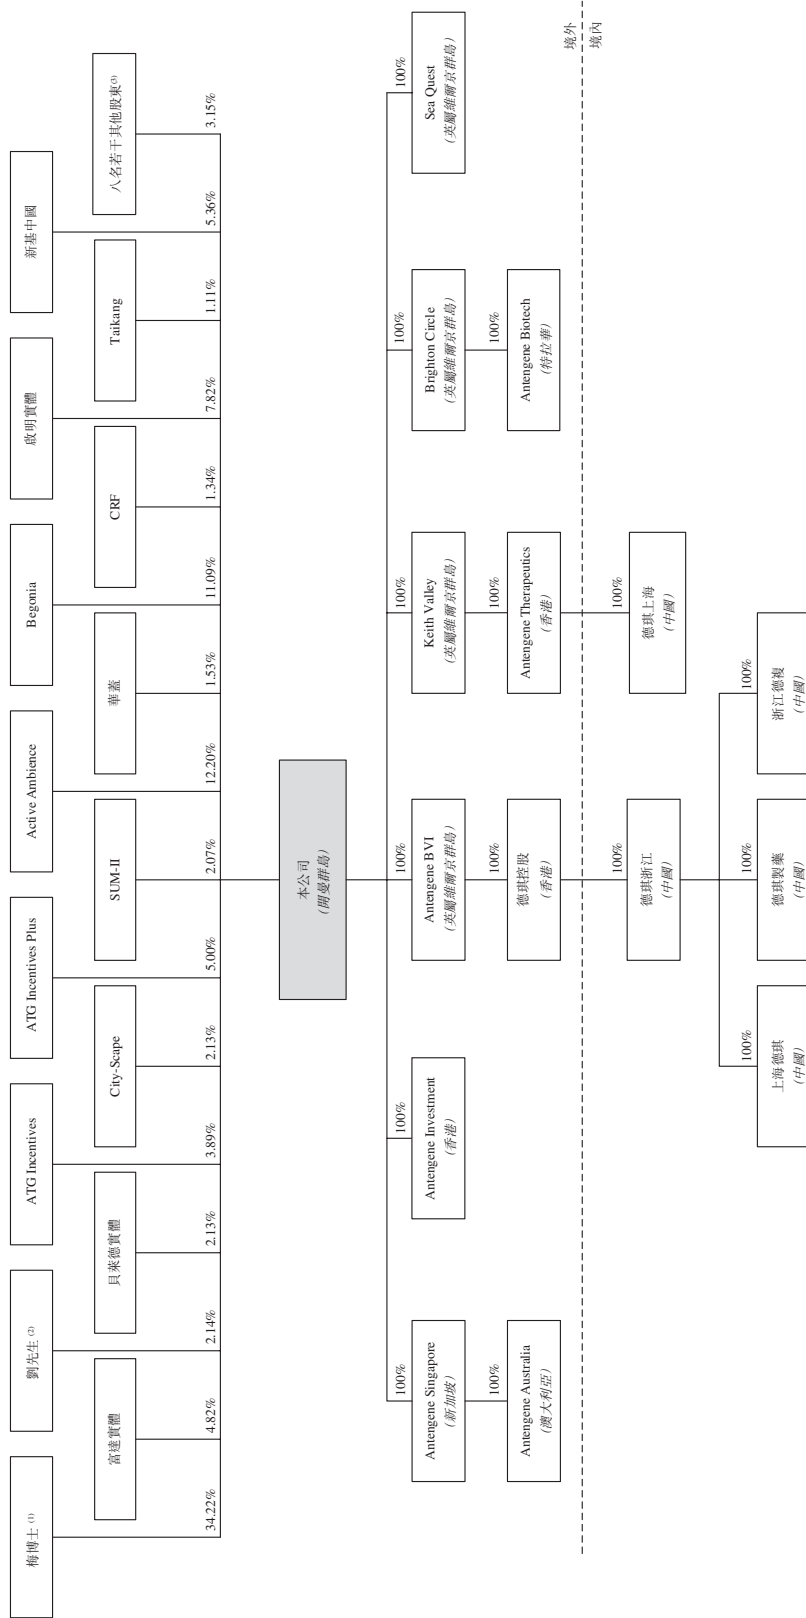 梅博士 (1)
劉先生 (2)
ATG Incentives
ATG Incentives Plus
Active Ambience
Begonia
啟明實體
新基中國
富達實體
貝萊德實體
City-Scape
SUM-II
華蓋
CRF
Taikang
八名若干其他股東(3)
34.22%
4.82%
2.14%
2.13%
3.89%
2.13%
5.00%
2.07%
12.20%
1.53%
11.09%
1.34%
7.82%
1.11%
5.36%
3.15%
本公司
(開曼群島)
100%
100%
100%
100%
100%
100%
Antengene Singapore
(新加坡)
Antengene Investment
(香港)
Antengene BVI
(英屬維爾京群島)
Keith Valley
(英屬維爾京群島)
Brighton Circle
(英屬維爾京群島)
Sea Quest
(英屬維爾京群島)
100%
100%
100%
100%
Antengene Australia
(澳大利亞)
德琪控股
(香港)
Antengene Therapeutics
(香港)
Antengene Biotech
(特拉華)
境外
境內
100%
100%
德琪浙江
(中國)
德琪上海
(中國)
100%
100%
100%
上海德琪
(中國)
德琪製藥
(中國)
浙江德複
(中國)